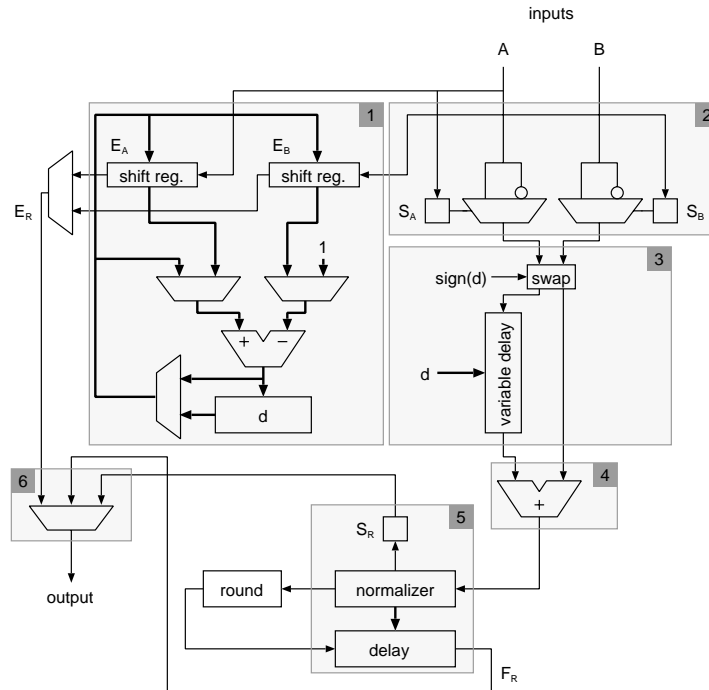 inputs
A B
1 2
E_A E_B
shift reg. shift reg.
E_R S_A S_B
1
3
sign(d) swap
+ −
d variable delay
d
6 4
5 +
S_R
round normalizer
output
delay
F_R